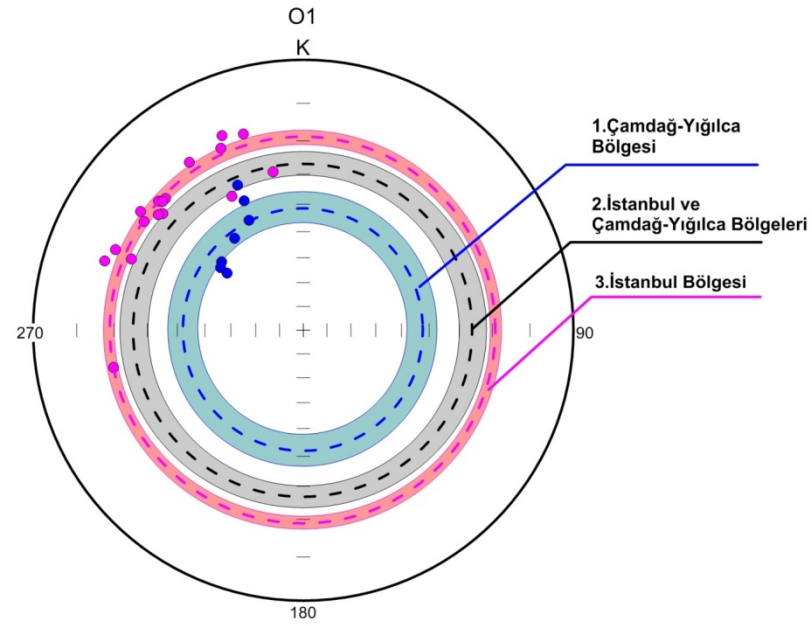 O1
K
1.Çamdağ-Yığılca
Bölgesi
2.İstanbul ve
Çamdağ-Yığılca Bölgeleri
3.İstanbul Bölgesi
270
90
180